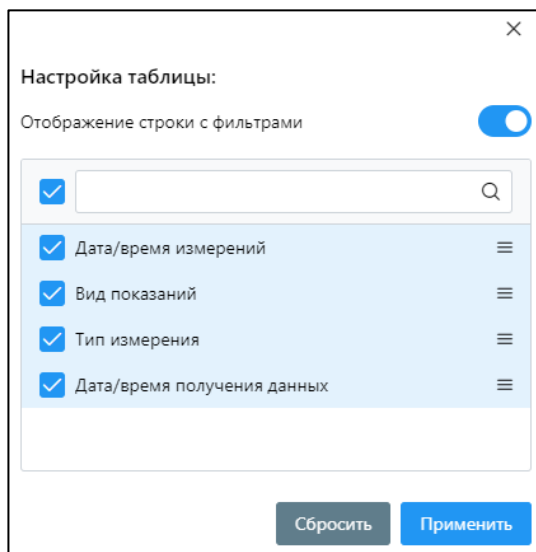 Настройка таблицы:
Отображение строки с фильтрами
Дата/время измерений
Вид показаний
Тип измерения
Дата/время получения данных
Сбросить Применить